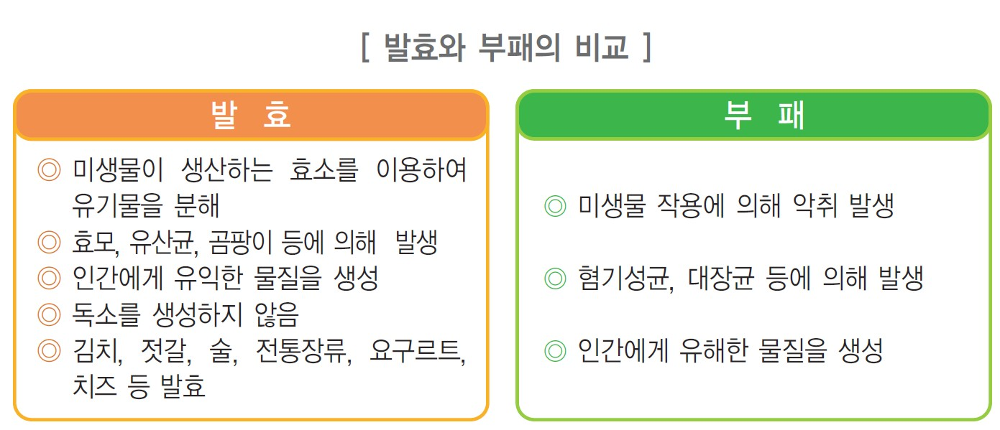 [ 발효와 부패의 비교 ]
발 효
◎ 미생물이 생산하는 효소를 이용하여
유기물을 분해
◎ 효모, 유산균, 곰팡이 등에 의해 발생
◎ 인간에게 유익한 물질을 생성
◎ 독소를 생성하지 않음
◎ 김치, 젓갈, 술, 전통장류, 요구르트,
치즈 등 발효
부 패
◎ 미생물 작용에 의해 악취 발생
◎ 혐기성균, 대장균 등에 의해 발생
◎ 인간에게 유해한 물질을 생성